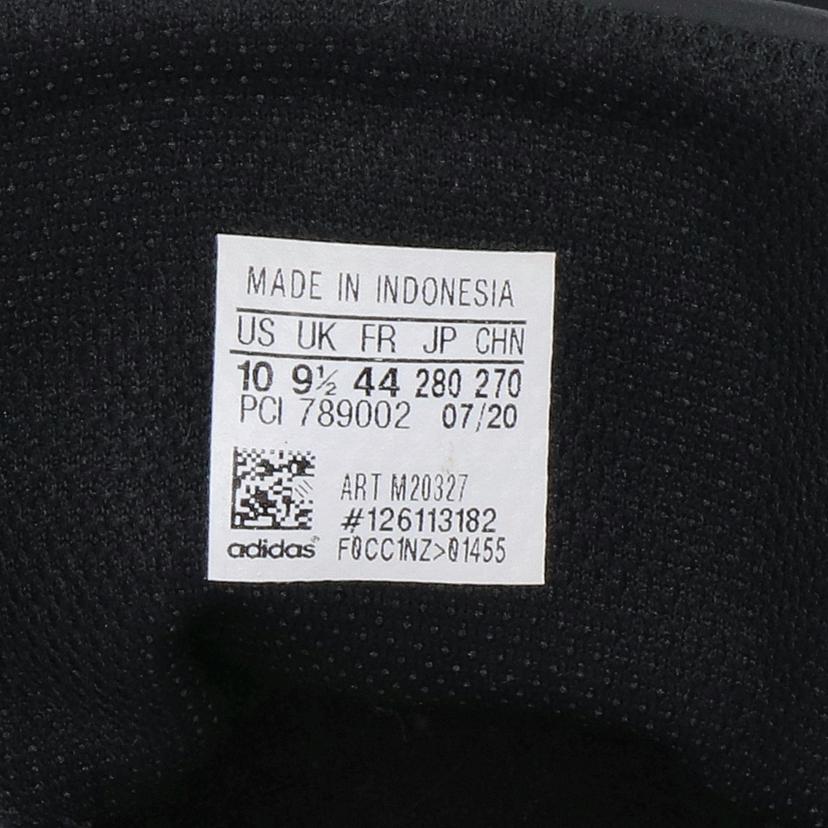 MADE IN INDONESIA
US UK FR JP CHN
10 9½ 44 280 270
PCI 789002 07/20
ART M20327
#126113182
adidas® F0CC1NZ>01455